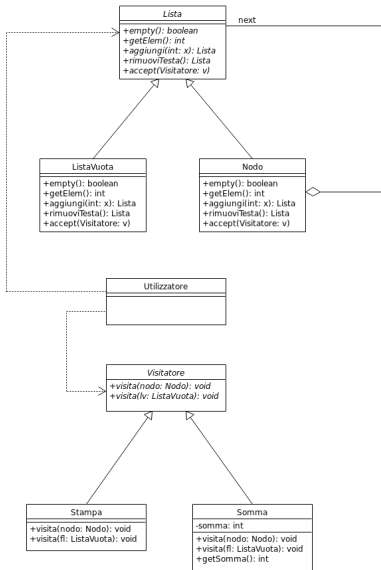 Lista
next
+empty(): boolean
+getElem(): int
+aggiungi(int: x): Lista
+rimuoviTesta(): Lista
+accept(Visitatore: v)
ListaVuota
+empty(): boolean
+getElem(): int
+aggiungi(int: x): Lista
+rimuoviTesta(): Lista
+accept(Visitatore: v)
Nodo
+empty(): boolean
+getElem(): int
+aggiungi(int: x): Lista
+rimuoviTesta(): Lista
+accept(Visitatore: v)
Utilizzatore
Visitatore
+visita(nodo: Nodo): void
+visita(lv: ListaVuota): void
Stampa
+visita(nodo: Nodo): void
+visita(fl: ListaVuota): void
Somma
-somma: int
+visita(nodo: Nodo): void
+visita(fl: ListaVuota): void
+getSomma(): int